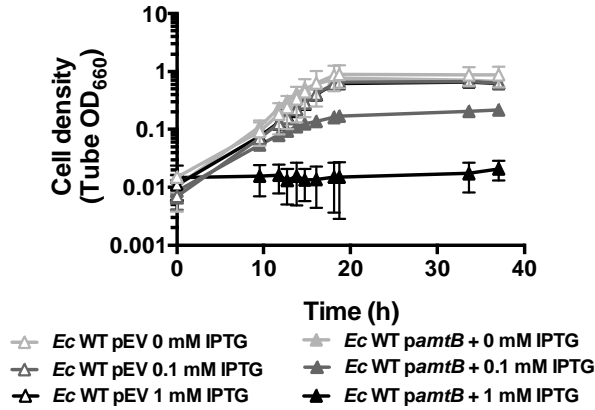 Cell density
(Tube OD660)
10
1
0.1
0.01
0.001
0
10
20
30
40
Time (h)
Ec WT pEV 0 mM IPTG
Ec WT pEV 0.1 mM IPTG
Ec WT pEV 1 mM IPTG
Ec WT pamtB + 0 mM IPTG
Ec WT pamtB + 0.1 mM IPTG
Ec WT pamtB + 1 mM IPTG